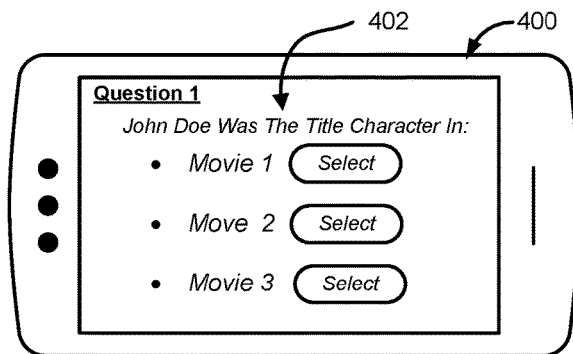 402
400
Question 1
John Doe Was The Title Character In:
• Movie 1 Select
• Move 2 Select
• Movie 3 Select